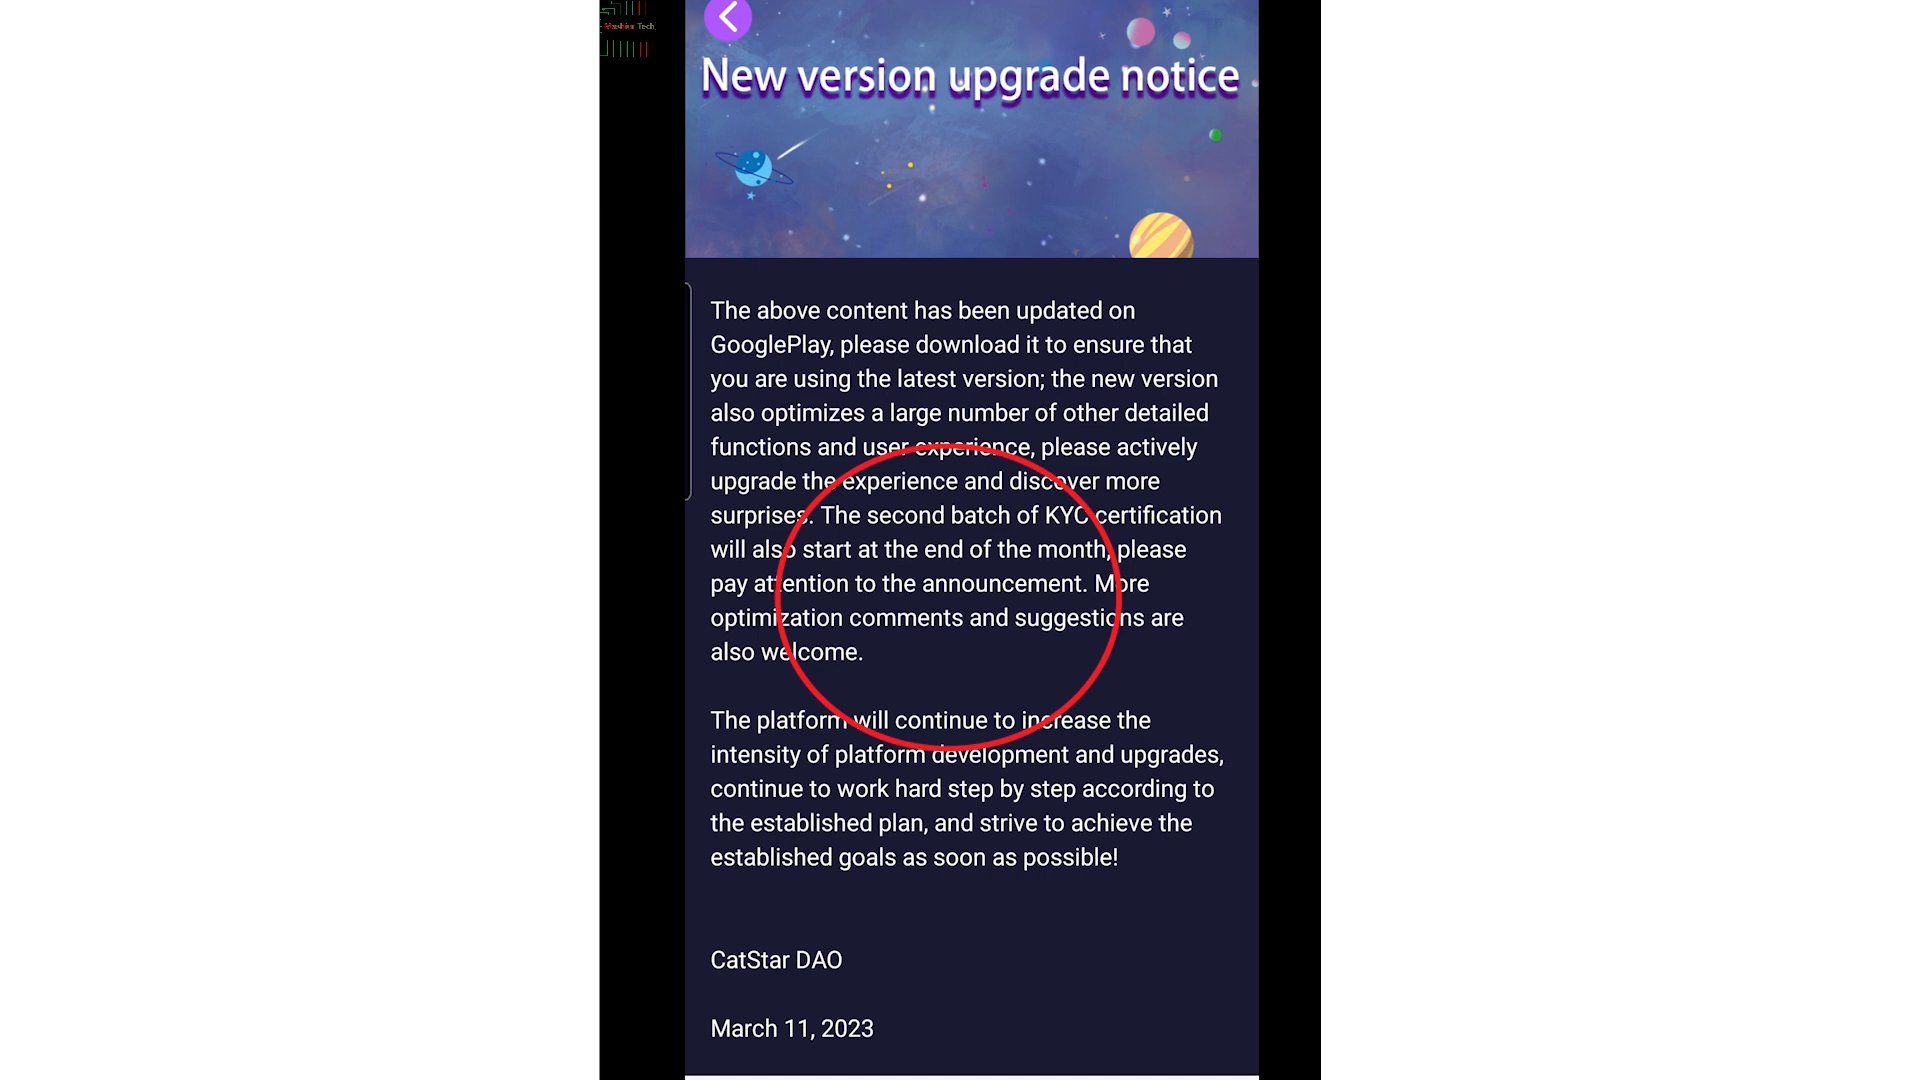 New version upgrade notice
The above content has been updated on
GooglePlay, please download it to ensure that
you are using the latest version; the new version
also optimizes a large number of other detailed
functions and user experience, please actively
upgrade the experience and discover more
surprises. The second batch of KYC certification
will also start at the end of the month, please
pay attention to the announcement. More
optimization comments and suggestions are
also welcome.
The platform will continue to increase the
intensity of platform development and upgrades,
continue to work hard step by step according to
the established plan, and strive to achieve the
established goals as soon as possible!
CatStar DAO
March 11, 2023